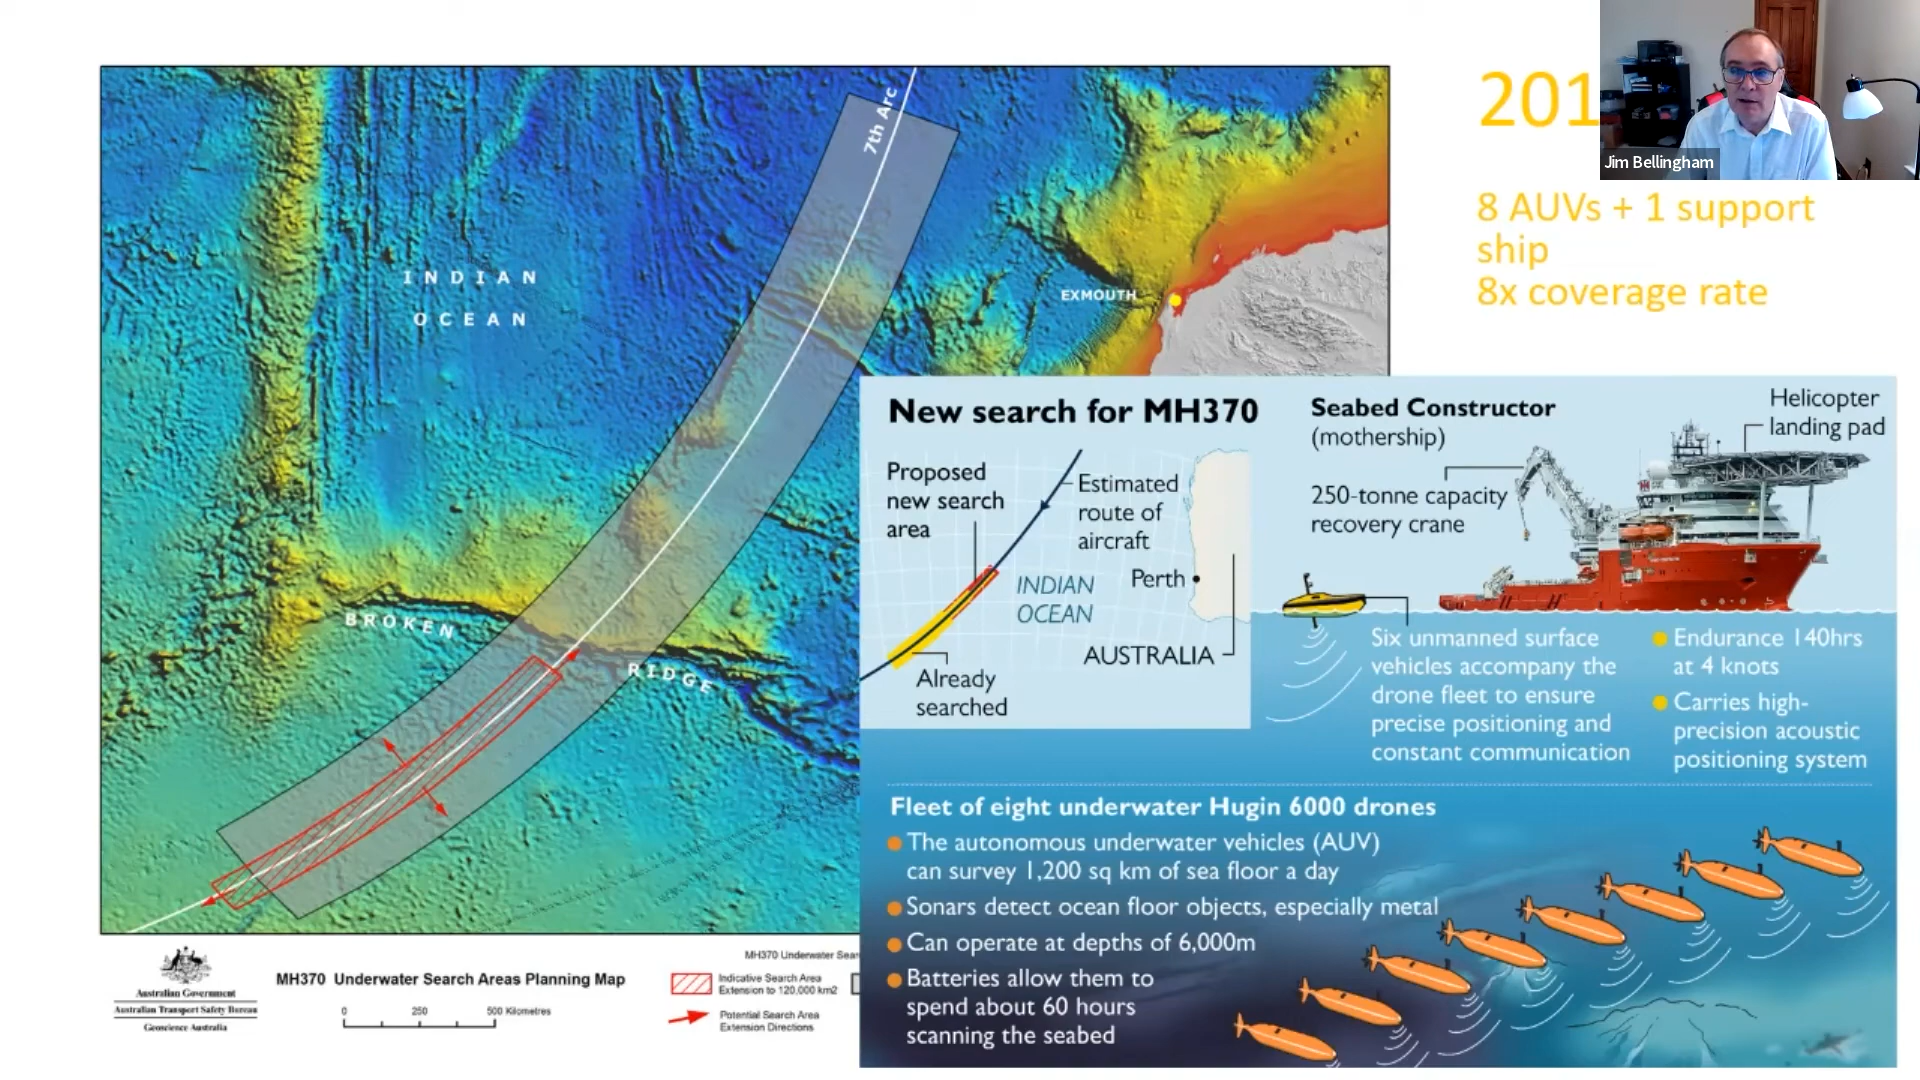 201
Jim Bellingham
8 AUVs + 1 support
ship
8x coverage rate
7th Arc
INDIAN
OCEAN
EXMOUTH
BROKEN
RIDGE
New search for MH370
Proposed
new search
area
Estimated
route of
aircraft
INDIAN
OCEAN
Perth
AUSTRALIA
Already
searched
Seabed Constructor
(mothership)
250-tonne capacity
recovery crane
Helicopter
landing pad
Six unmanned surface
vehicles accompany the
drone fleet to ensure
precise positioning and
constant communication
Endurance 140hrs
at 4 knots
Carries high-
precision acoustic
positioning system
Fleet of eight underwater Hugin 6000 drones
The autonomous underwater vehicles (AUV)
can survey 1,200 sq km of sea floor a day
Sonars detect ocean floor objects, especially metal
Can operate at depths of 6,000m
Batteries allow them to
spend about 60 hours
scanning the seabed
Australian Government
Australian Transport Safety Bureau
Geoscience Australia
MH370 Underwater Search Areas Planning Map
0 250 500 Kilometres
MH370 Underwater Sear
Indicative Search Area
Extension to 120,000 km2
Potential Search Area
Extension Directions